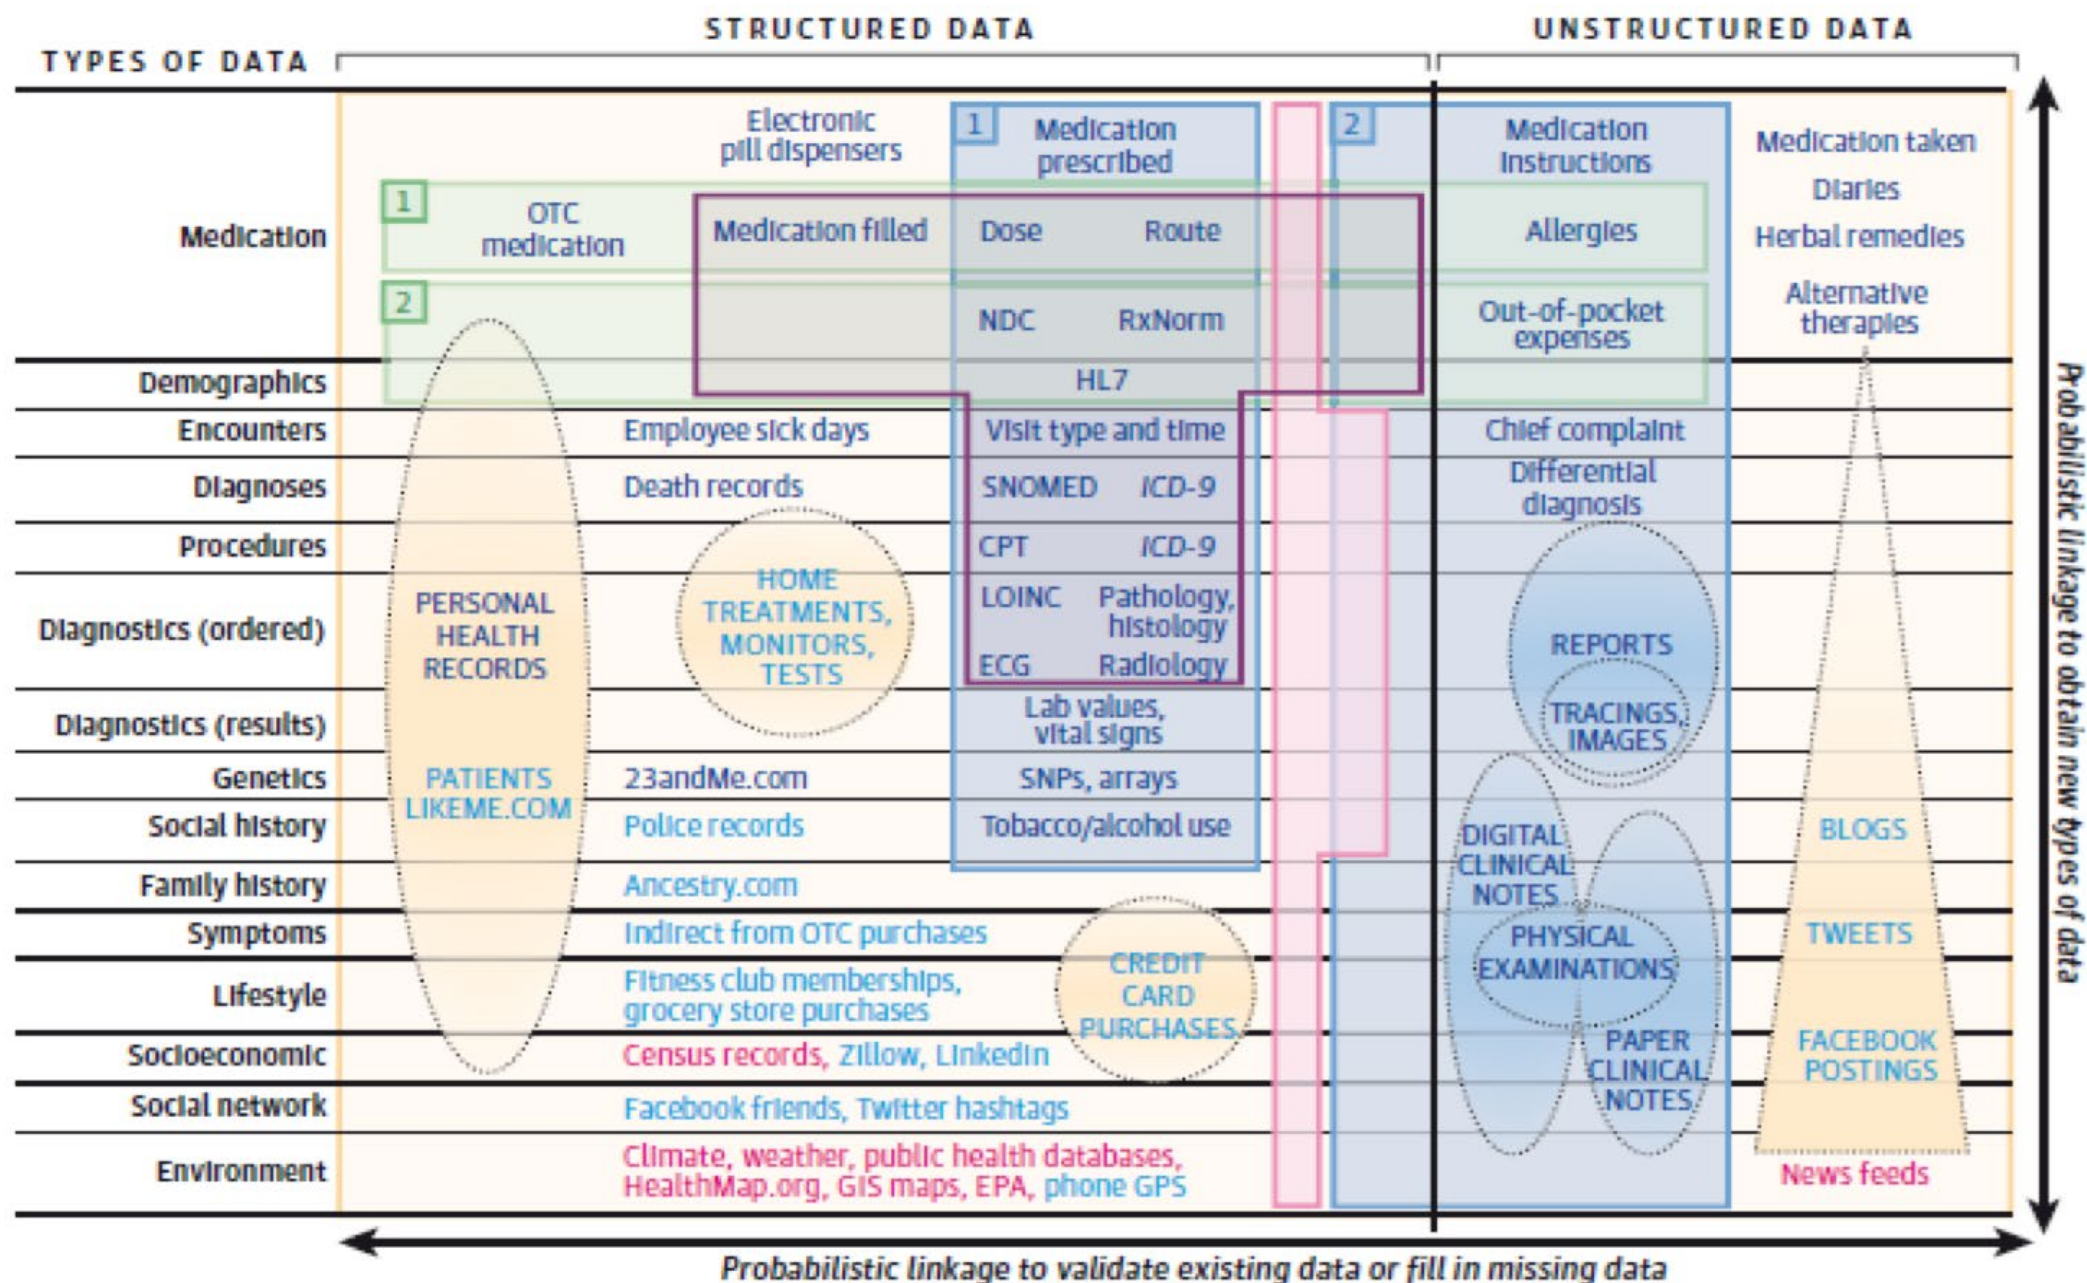 STRUCTURED DATA
UNSTRUCTURED DATA
TYPES OF DATA
Medication
Electronic
pill dispensers
1
Medication
prescribed
2
Medication
instructions
Medication taken
Diaries
Herbal remedies
Alternative
therapies
1
OTC
medication
Medication filled
Dose
Route
Allergies
2
NDC
RxNorm
Out-of-pocket
expenses
Demographics
HL7
Encounters
Employee sick days
Visit type and time
Chief complaint
Diagnoses
Death records
SNOMED
ICD-9
Differential
diagnosis
Procedures
CPT
ICD-9
Diagnostics (ordered)
PERSONAL
HEALTH
RECORDS
HOME
TREATMENTS,
MONITORS,
TESTS
LOINC
Pathology,
histology
ECG
Radiology
REPORTS
Diagnostics (results)
Lab values,
vital signs
TRACINGS,
IMAGES
Genetics
PATIENTS
LIKEME.COM
23andMe.com
SNPs, arrays
Social history
Police records
Tobacco/alcohol use
DIGITAL
CLINICAL
NOTES
BLOGS
Family history
Ancestry.com
Symptoms
Indirect from OTC purchases
CREDIT
CARD
PURCHASES
PHYSICAL
EXAMINATIONS
TWEETS
Lifestyle
Fitness club memberships,
grocery store purchases
Socioeconomic
Census records, Zillow, LinkedIn
PAPER
CLINICAL
NOTES
FACEBOOK
POSTINGS
Social network
Facebook friends, Twitter hashtags
Environment
Climate, weather, public health databases,
HealthMap.org, GIS maps, EPA, phone GPS
News feeds
Probabilistic linkage to obtain new types of data
Probabilistic linkage to validate existing data or fill in missing data